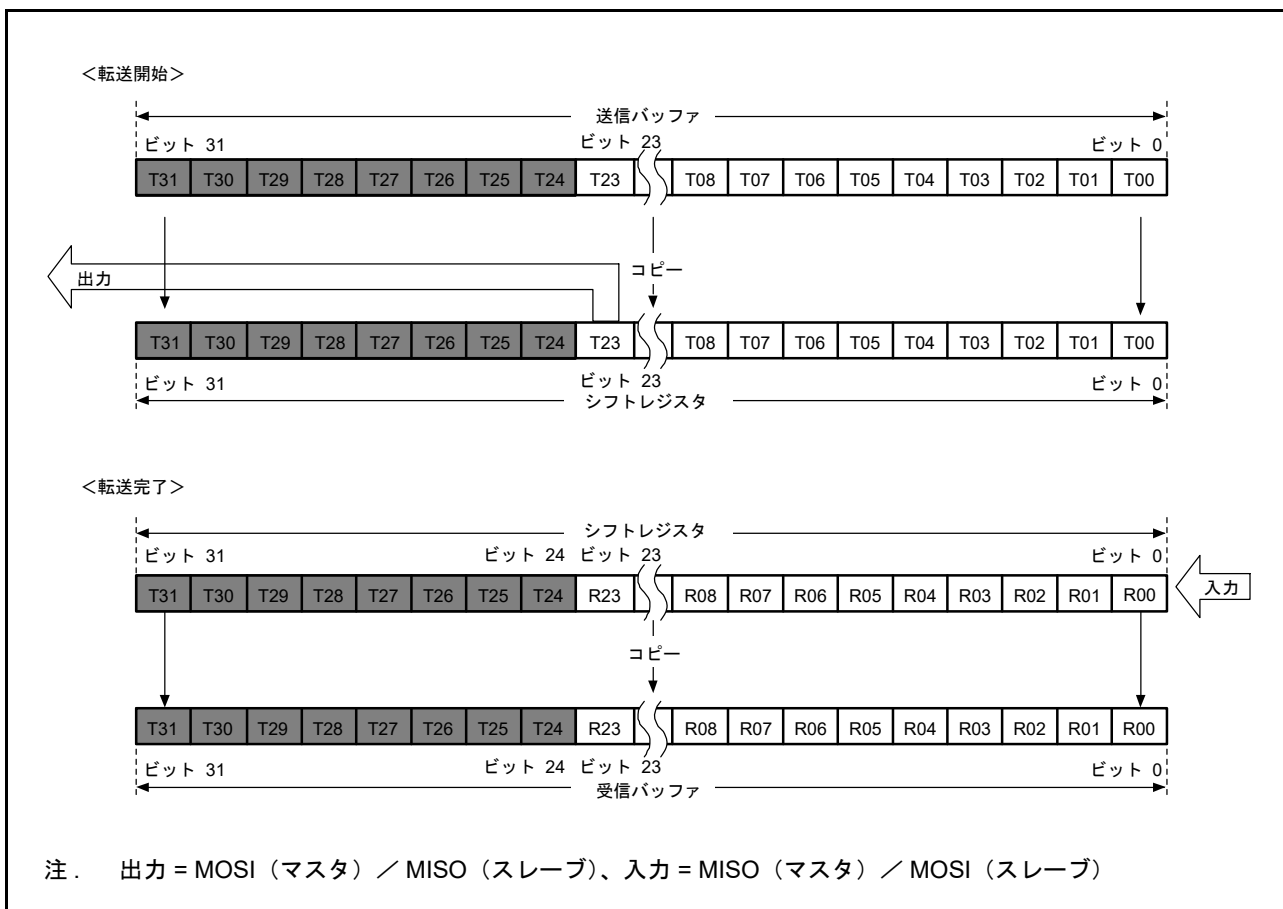 ＜転送開始＞
送信バッファ
ビット 31 ビット 23 ビット 0
T31 T30 T29 T28 T27 T26 T25 T24 T23 T08 T07 T06 T05 T04 T03 T02 T01 T00
コピー
出力
T31 T30 T29 T28 T27 T26 T25 T24 T23 T08 T07 T06 T05 T04 T03 T02 T01 T00
ビット 31 ビット 23 ビット 0
シフトレジスタ
＜転送完了＞
シフトレジスタ
ビット 31 ビット 24 ビット 23 ビット 0
T31 T30 T29 T28 T27 T26 T25 T24 R23 R08 R07 R06 R05 R04 R03 R02 R01 R00
入力
コピー
T31 T30 T29 T28 T27 T26 T25 T24 R23 R08 R07 R06 R05 R04 R03 R02 R01 R00
ビット 31 ビット 24 ビット 23 ビット 0
受信バッファ
注． 出力 = MOSI（マスタ）／ MISO（スレーブ）、入力 = MISO（マスタ）／ MOSI（スレーブ）